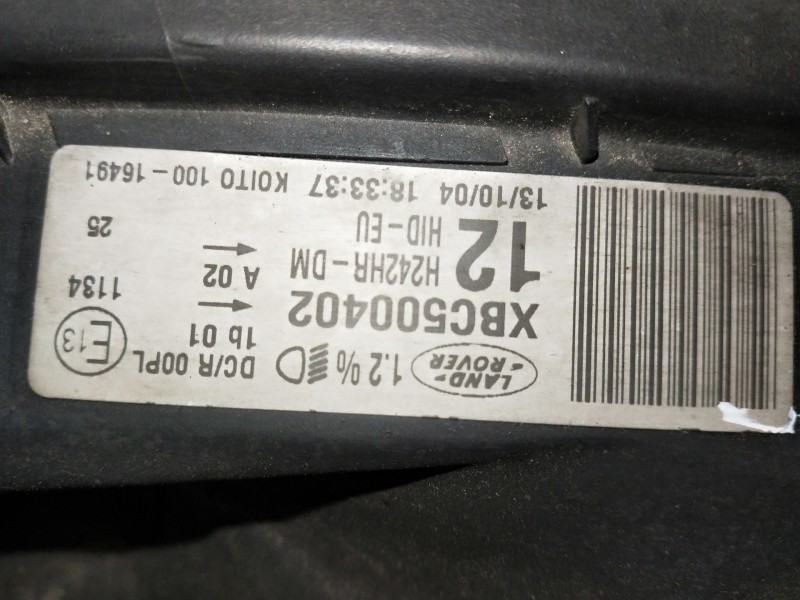 LAND-
ROVER
1.2%
DC/R 00PL
1b 01
E13
XBC500402
12
H242HR-DM
HID-EU
A 02
1134
25
13/10/04 18:33:37 KOITO 100-16491